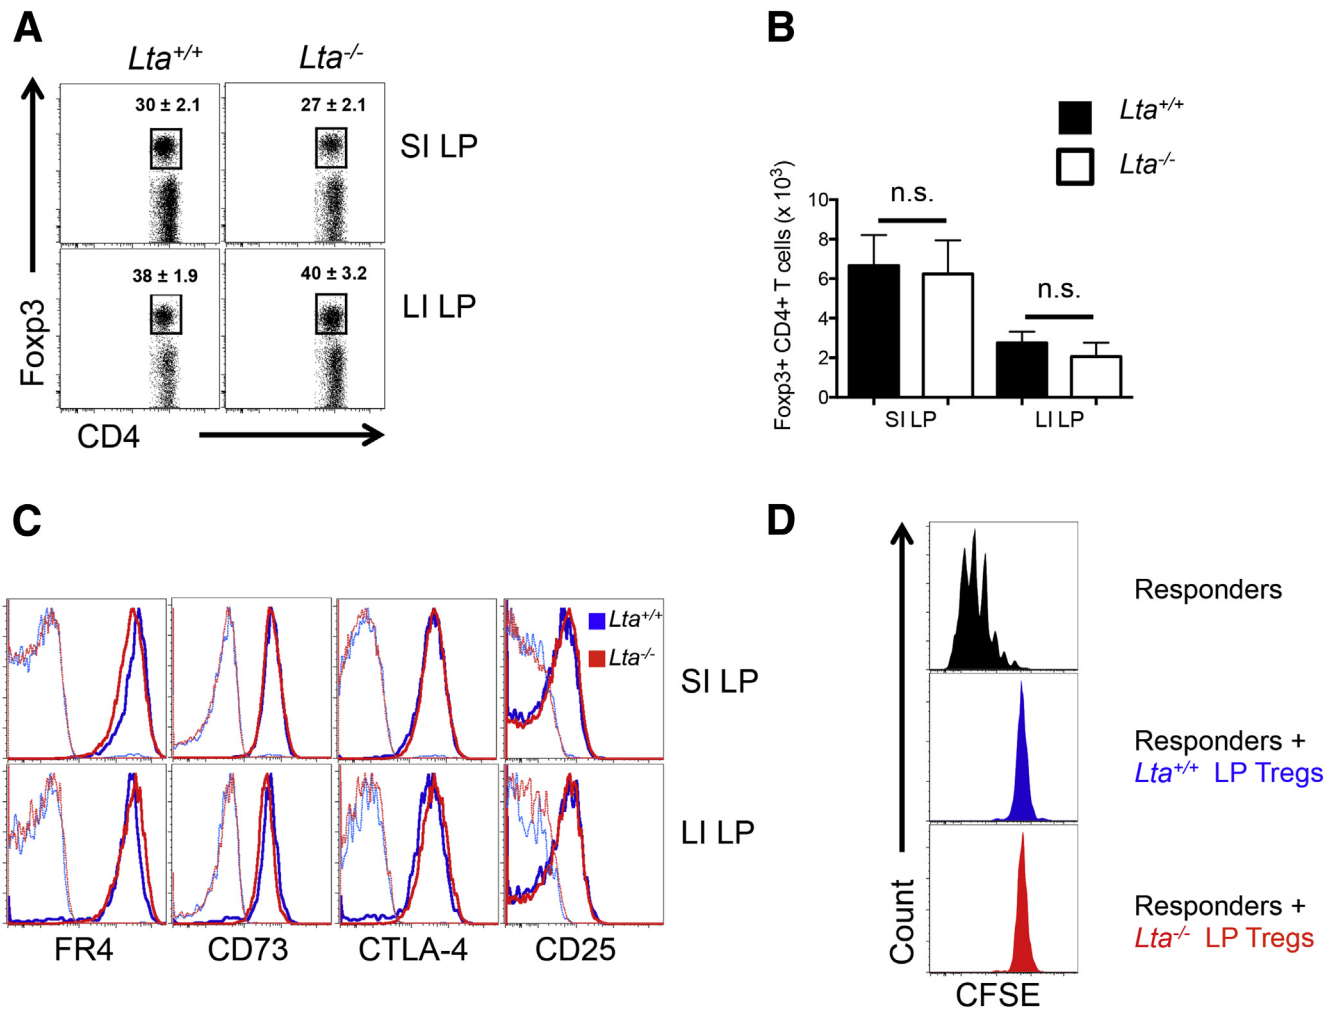 A
Lta+/+
Lta-/-
30 ± 2.1
27 ± 2.1
SI LP
38 ± 1.9
40 ± 3.2
LI LP
Foxp3
CD4
B
Lta+/+
Lta-/-
Foxp3+ CD4+ T cells (x 10³)
10
8
6
4
2
0
n.s.
n.s.
SI LP
LI LP
C
Lta+/+
Lta-/-
SI LP
LI LP
FR4
CD73
CTLA-4
CD25
D
Responders
Responders +
Lta+/+ LP Tregs
Responders +
Lta-/- LP Tregs
Count
CFSE